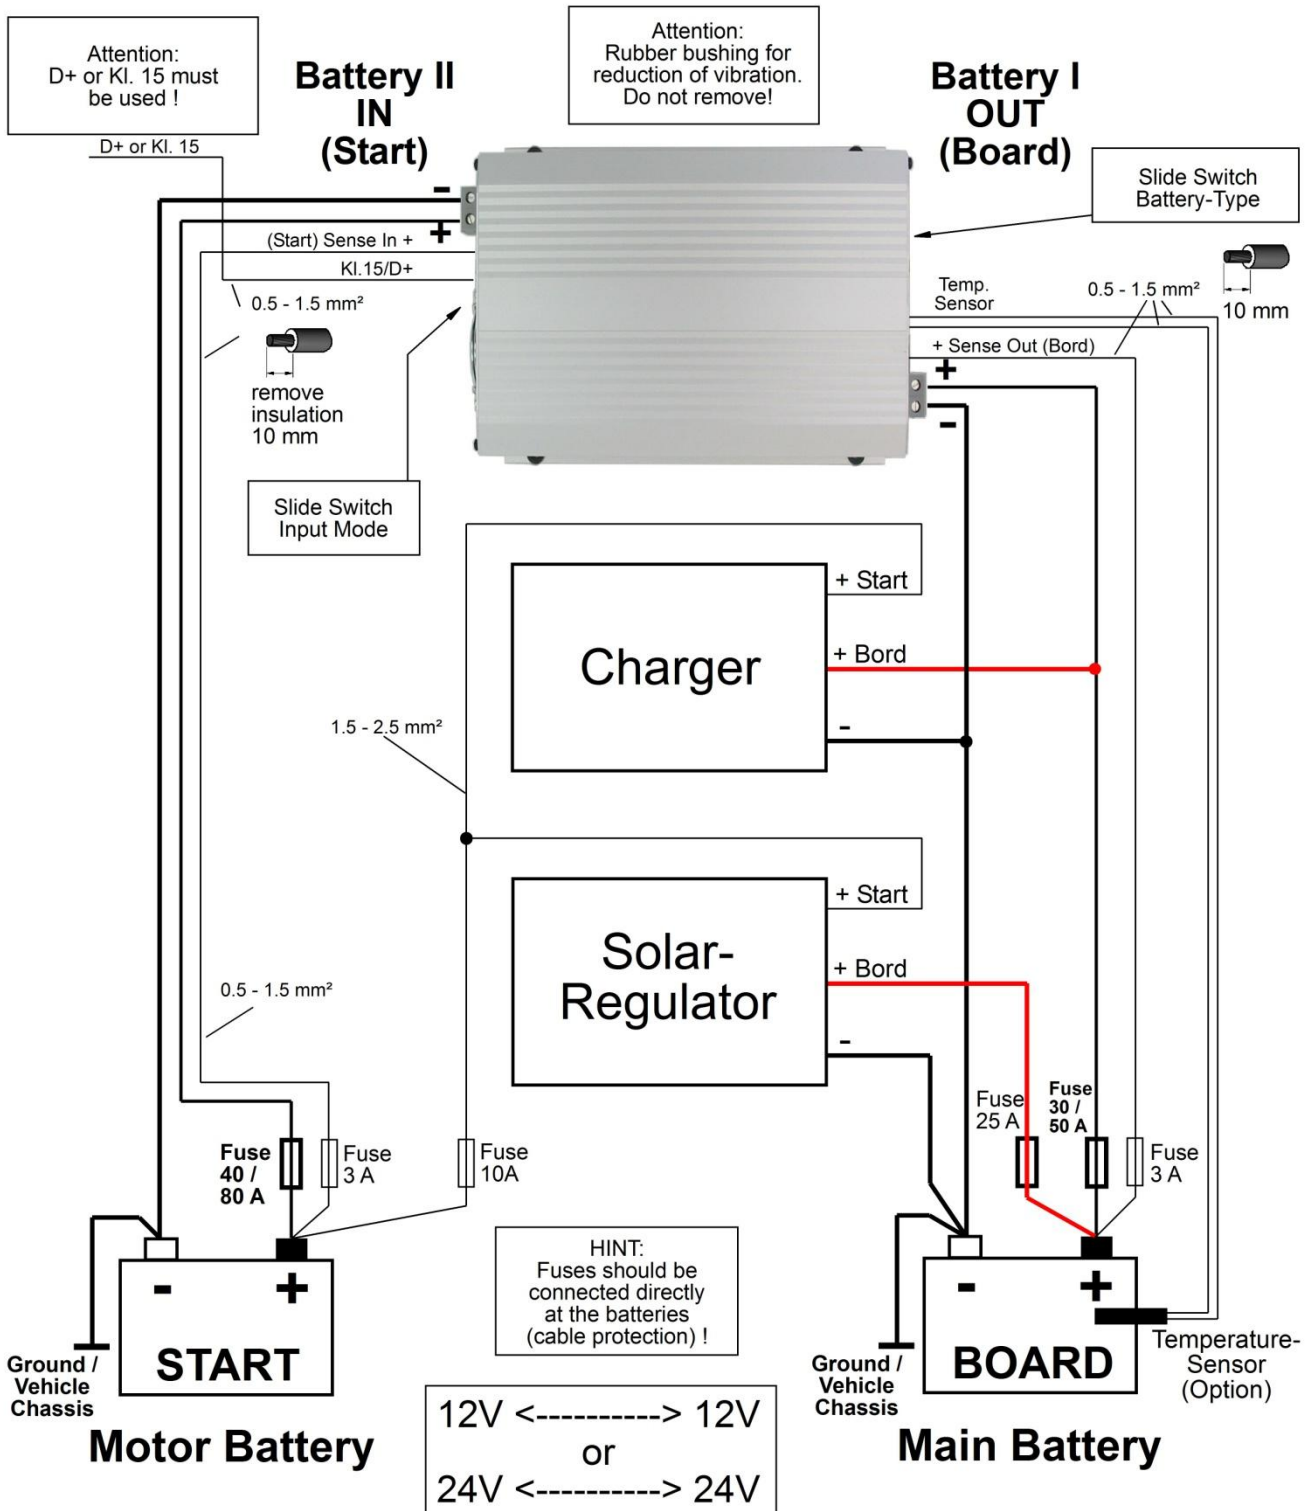 Attention:
D+ or Kl. 15 must
be used !
D+ or Kl. 15
Battery II
IN
(Start)
Attention:
Rubber bushing for
reduction of vibration.
Do not remove!
Battery I
OUT
(Board)
Slide Switch
Battery-Type
-
+
(Start) Sense In +
Kl.15/D+
0.5 - 1.5 mm²
remove
insulation
10 mm
Slide Switch
Input Mode
Temp.
Sensor
0.5 - 1.5 mm²
10 mm
+ Sense Out (Bord)
+
-
Charger
+ Start
+ Bord
-
1.5 - 2.5 mm²
Solar-
Regulator
+ Start
+ Bord
-
0.5 - 1.5 mm²
Fuse
40 /
80 A
Fuse
3 A
Fuse
10A
Fuse
25 A
Fuse
30 /
50 A
Fuse
3 A
- +
START
Ground /
Vehicle
Chassis
Motor Battery
HINT:
Fuses should be
connected directly
at the batteries
(cable protection) !
12V <----------> 12V
or
24V <----------> 24V
- +
BOARD
Ground /
Vehicle
Chassis
Temperature-
Sensor
(Option)
Main Battery